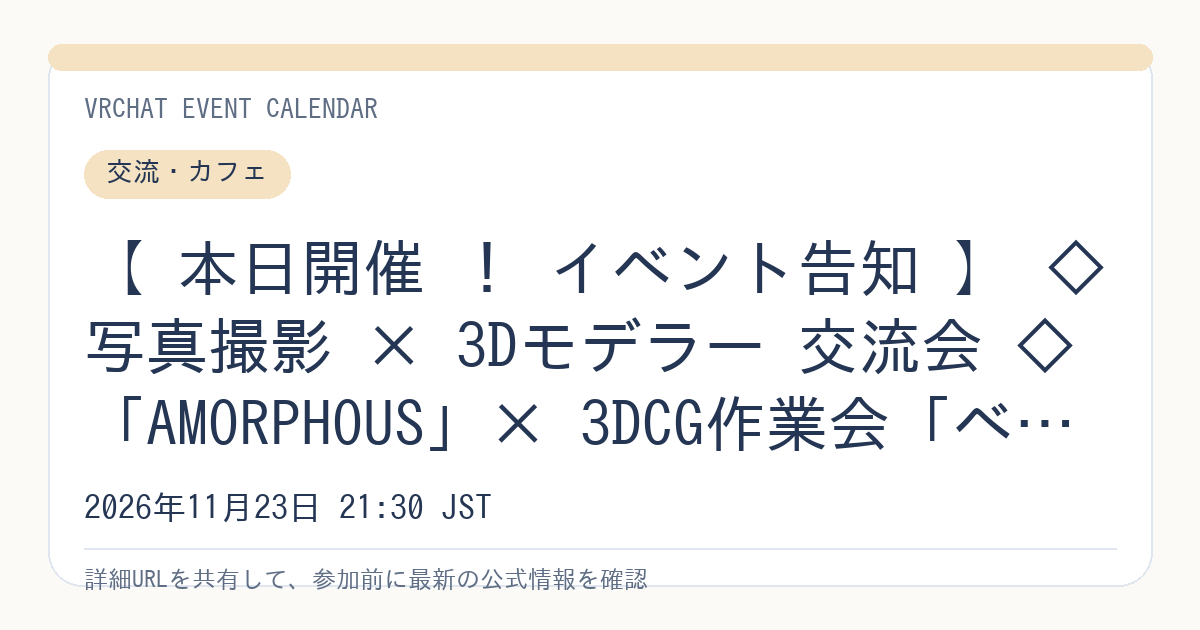 VRCHAT EVENT CALENDAR
交流・カフェ
【 本日開催 ！ イベント告知 】 ◇
写真撮影 × 3Dモデラー 交流会 ◇
「AMORPHOUS」× 3DCG作業会「べ…
2026年11月23日 21:30 JST
詳細URLを共有して、参加前に最新の公式情報を確認